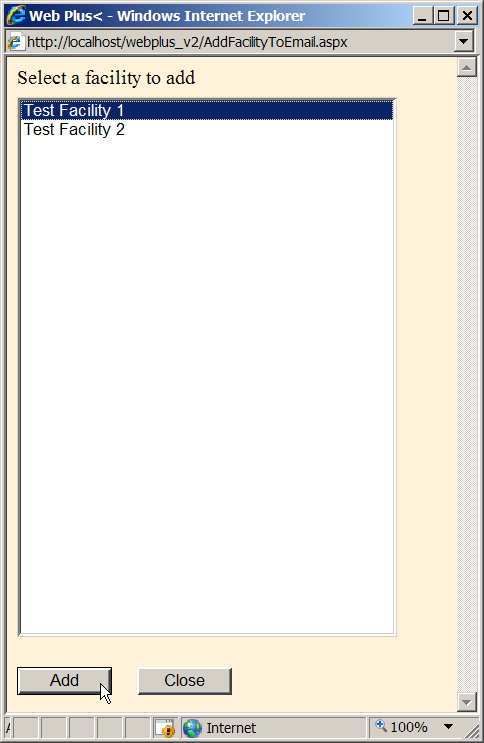 Web Plus< - Windows Internet Explorer
http://localhost/webplus_v2/AddFacilityToEmail.aspx
Select a facility to add
Test Facility 1
Test Facility 2
Add Close
Internet 100%